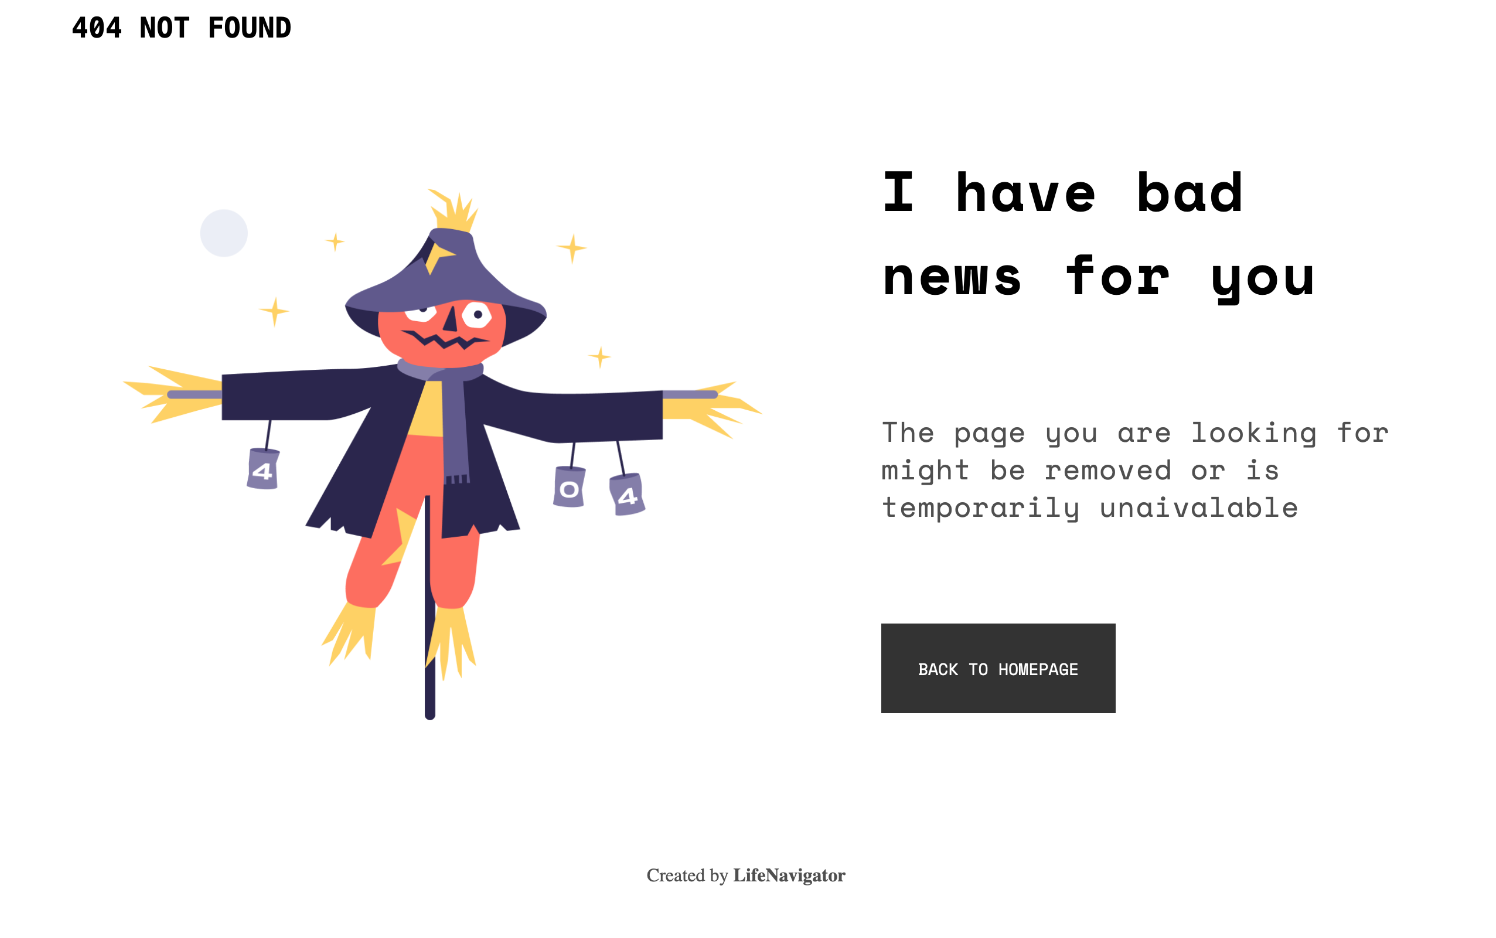 404 NOT FOUND
I have bad
news for you
The page you are looking for
might be removed or is
temporarily unaivalable
BACK TO HOMEPAGE
4
0
4
Created by LifeNavigator